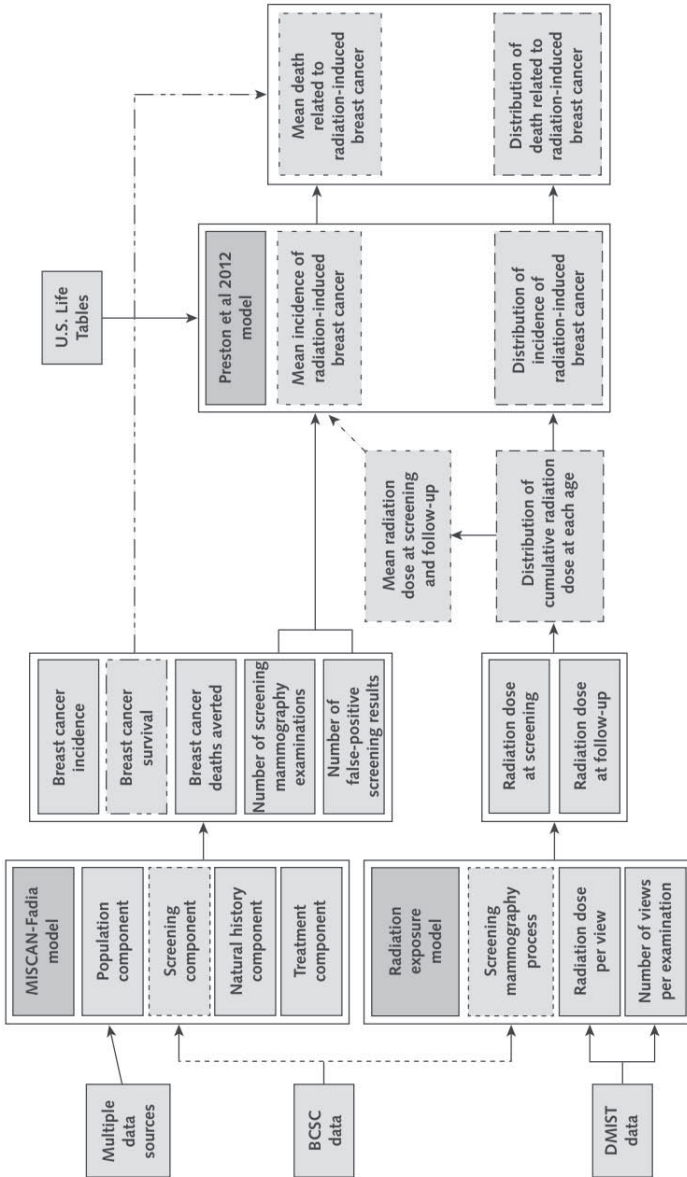 Multiple
data
sources
BCSC
data
DMIST
data
MISCAN-Fadia
model
Population
component
Screening
component
Natural history
component
Treatment
component
Radiation
exposure model
Screening
mammography
process
Radiation dose
per view
Number of views
per examination
Breast cancer
incidence
Breast cancer
survival
Breast cancer
deaths averted
Number of screening
mammography
examinations
Number of
false-positive
screening results
Radiation dose
at screening
Radiation dose
at follow-up
Mean radiation
dose at screening
and follow-up
Distribution of
cumulative radiation
dose at each age
U.S. Life
Tables
Preston et al 2012
model
Mean incidence of
radiation-induced
breast cancer
Distribution of
incidence of
radiation-induced
breast cancer
Mean death
related to
radiation-induced
breast cancer
Distribution of
death related to
radiation-induced
breast cancer